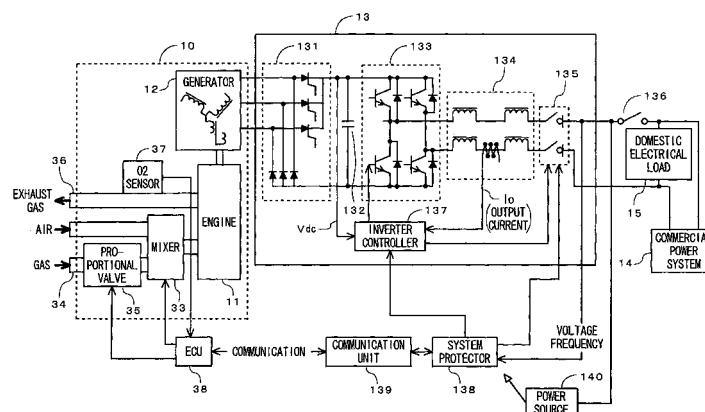 13
10
131
133
134
135
136
12
GENERATOR
37
O2
SENSOR
36
EXHAUST
GAS
AIR
GAS
34
PRO-
PORTIONAL
VALVE
35
MIXER
33
ENGINE
11
132
Vdc
INVERTER
CONTROLLER
137
Io
(OUTPUT
CURRENT)
DOMESTIC
ELECTRICAL
LOAD
15
COMMERCIAL
POWER
SYSTEM
14
VOLTAGE
FREQUENCY
ECU
38
COMMUNICATION
COMMUNICATION
UNIT
139
SYSTEM
PROTECTOR
138
140
POWER
SOURCE